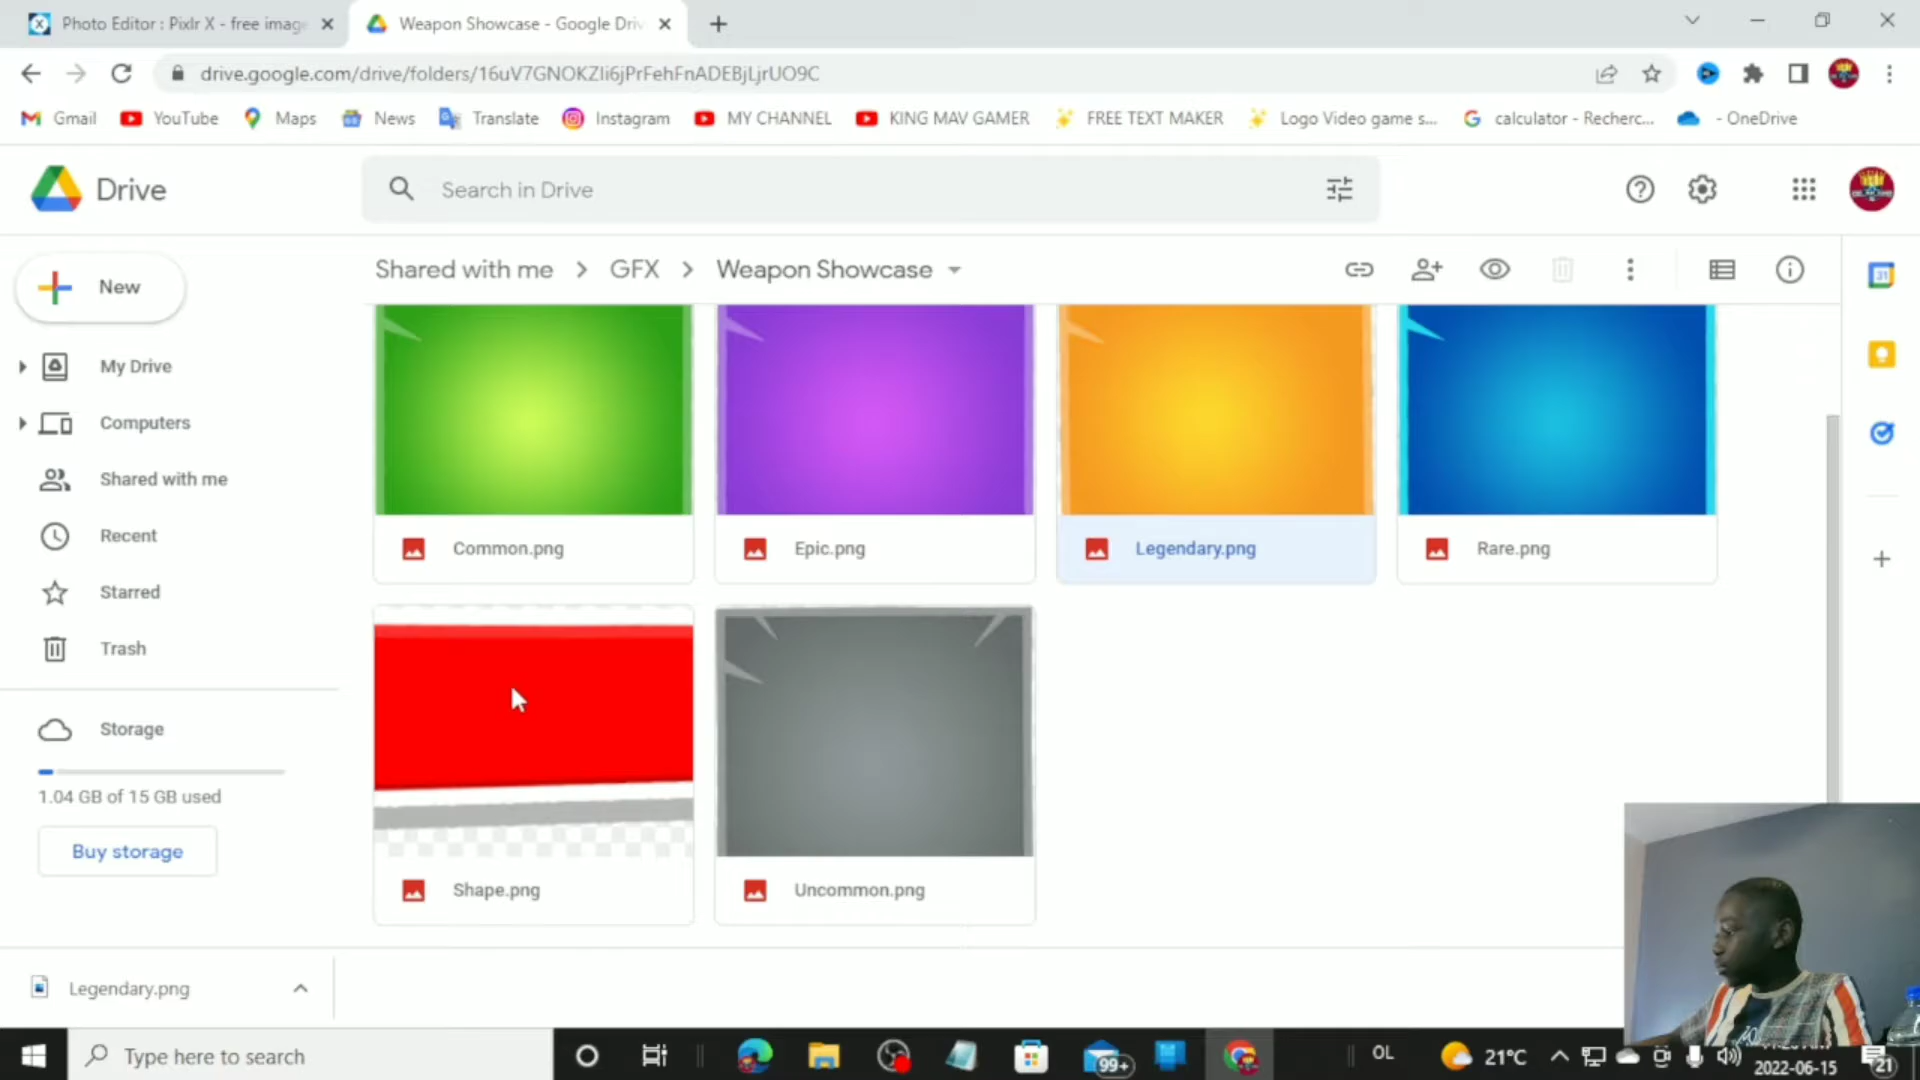 Photo Editor : Pixlr X - free image
Weapon Showcase - Google Driv
drive.google.com/drive/folders/16uV7GNOKZIi6jPrFehFnADEBjLjrUO9C
Gmail
YouTube
Maps
News
Translate
Instagram
MY CHANNEL
KING MAV GAMER
FREE TEXT MAKER
Logo Video game s...
calculator - Recherc...
- OneDrive
Drive
Search in Drive
New
Shared with me > GFX > Weapon Showcase
31
My Drive
Computers
Shared with me
Recent
Starred
Trash
Storage
1.04 GB of 15 GB used
Buy storage
Common.png
Epic.png
Legendary.png
Rare.png
Shape.png
Uncommon.png
Legendary.png
Type here to search
99+
OL
21°C
2022-06-15
21